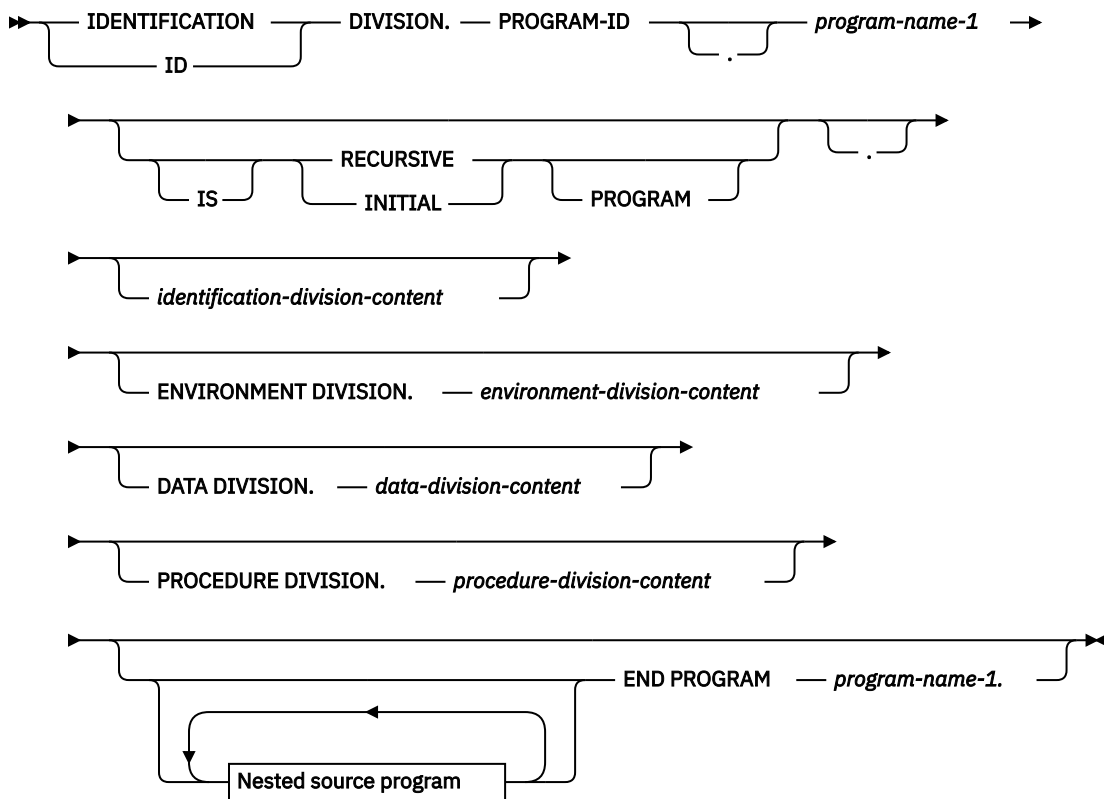 IDENTIFICATION DIVISION. PROGRAM-ID . program-name-1
ID
IS RECURSIVE PROGRAM .
INITIAL
identification-division-content
ENVIRONMENT DIVISION. environment-division-content
DATA DIVISION. data-division-content
PROCEDURE DIVISION. procedure-division-content
END PROGRAM program-name-1.
Nested source program